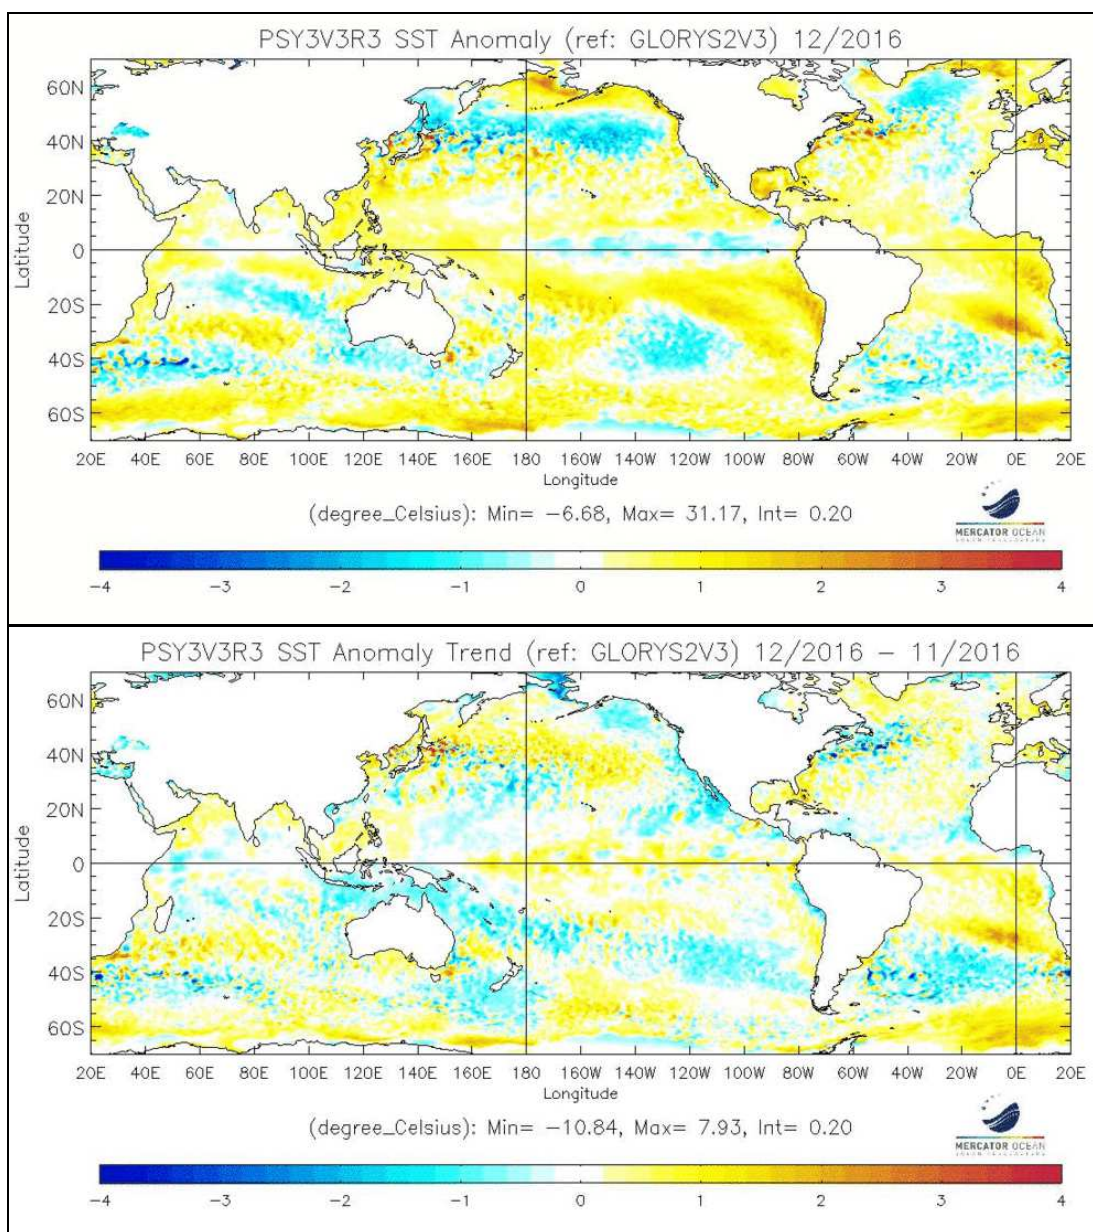 PSY3V3R3 SST Anomaly (ref: GLORYS2V3) 12/2016
60N
40N
20N
0
20S
40S
60S
Latitude
20E 40E 60E 80E 100E 120E 140E 160E 180 160W 140W 120W 100W 80W 60W 40W 20W 0E 20E
Longitude
(degree_Celsius): Min= -6.68, Max= 31.17, Int= 0.20
MERCATOR OCEAN
-4 -3 -2 -1 0 1 2 3 4
PSY3V3R3 SST Anomaly Trend (ref: GLORYS2V3) 12/2016 - 11/2016
60N
40N
20N
0
20S
40S
60S
Latitude
20E 40E 60E 80E 100E 120E 140E 160E 180 160W 140W 120W 100W 80W 60W 40W 20W 0E 20E
Longitude
(degree_Celsius): Min= -10.84, Max= 7.93, Int= 0.20
MERCATOR OCEAN
-4 -3 -2 -1 0 1 2 3 4